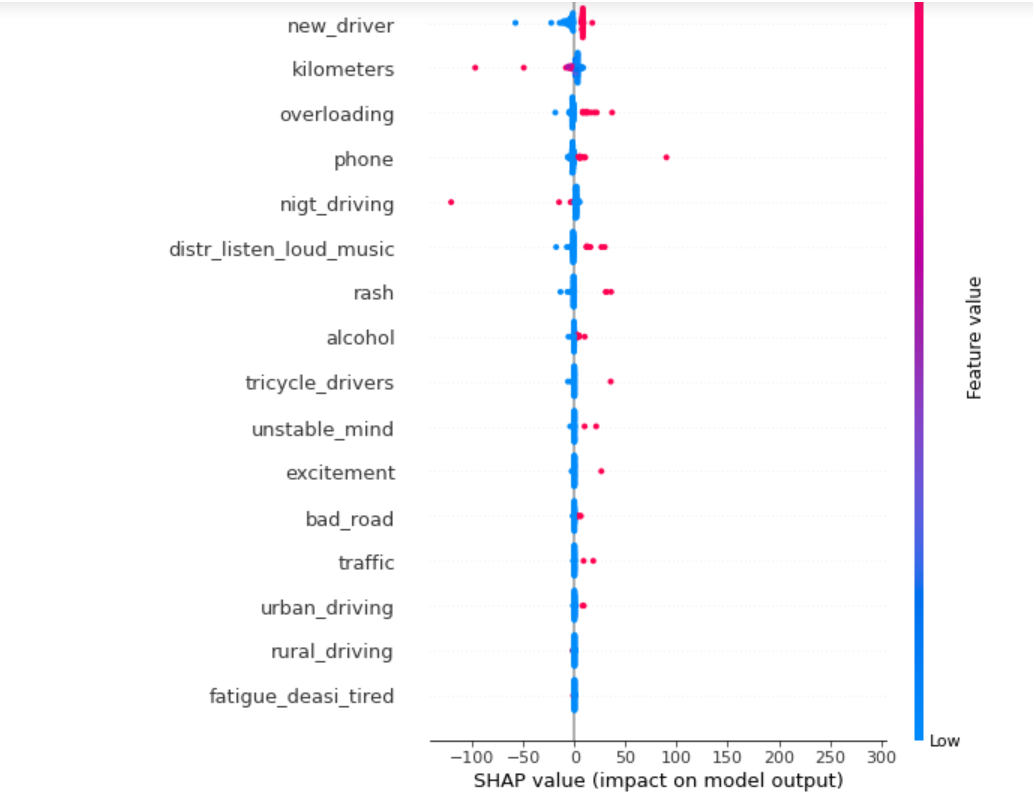 new_driver
kilometers
overloading
phone
nigt_driving
distr_listen_loud_music
rash
alcohol
tricycle_drivers
unstable_mind
excitement
bad_road
traffic
urban_driving
rural_driving
fatigue_deasi_tired
−100 −50 0 50 100 150 200 250 300
SHAP value (impact on model output)
Low
Feature value